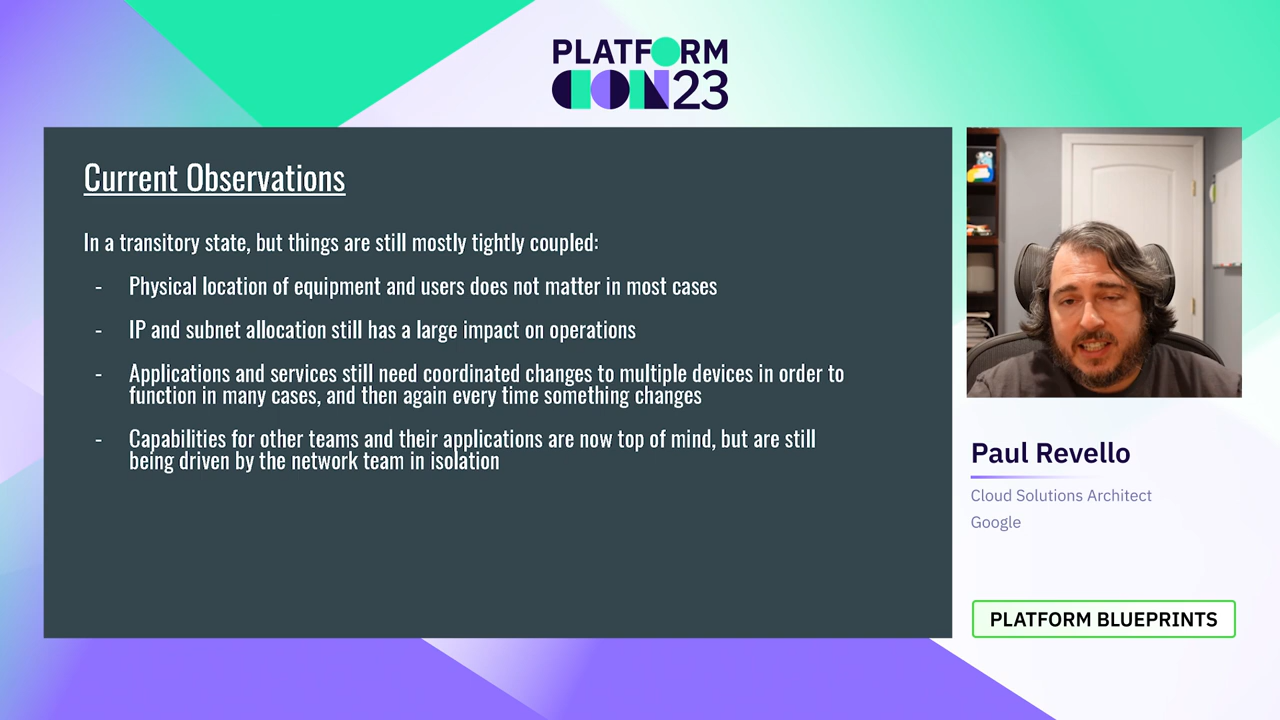 PLATFORM
CON23
Current Observations
In a transitory state, but things are still mostly tightly coupled:
- Physical location of equipment and users does not matter in most cases
- IP and subnet allocation still has a large impact on operations
- Applications and services still need coordinated changes to multiple devices in order to
function in many cases, and then again every time something changes
- Capabilities for other teams and their applications are now top of mind, but are still
being driven by the network team in isolation
Paul Revello
Cloud Solutions Architect
Google
PLATFORM BLUEPRINTS